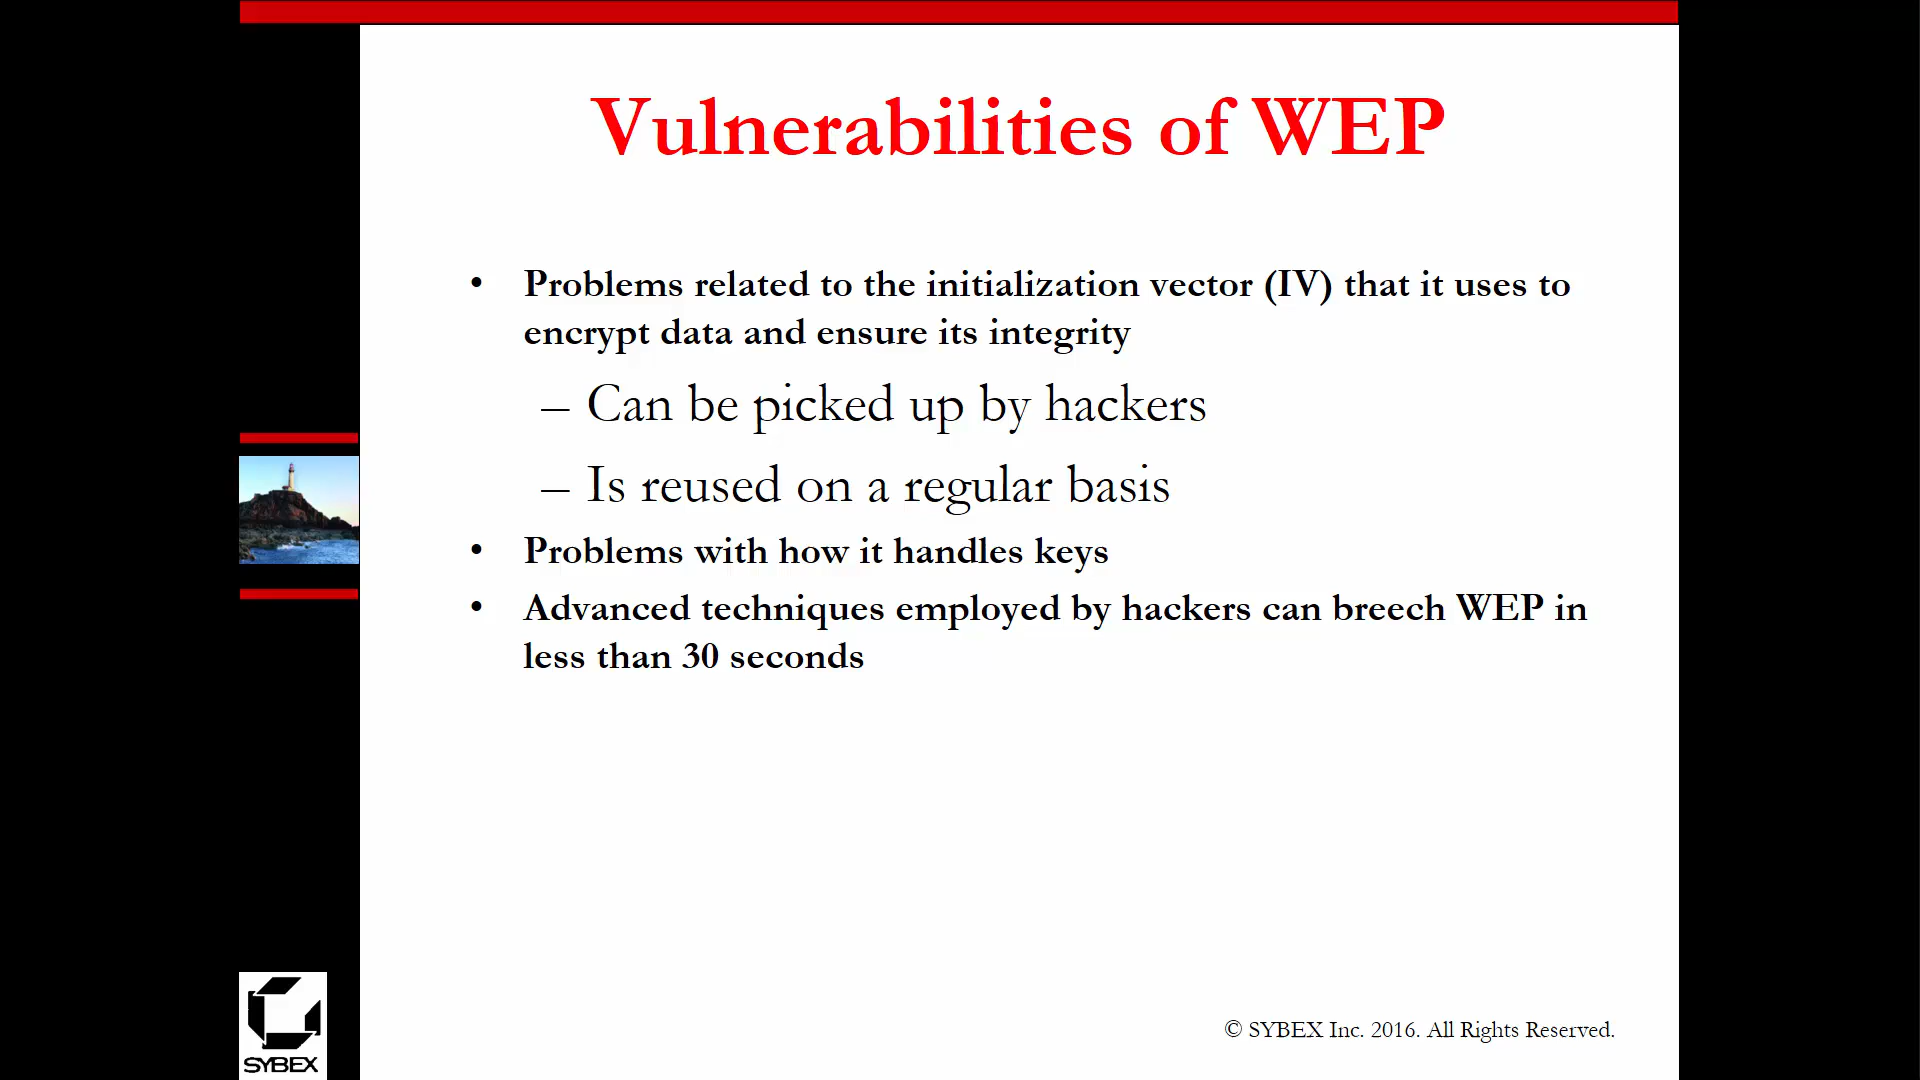 Vulnerabilities of WEP
• Problems related to the initialization vector (IV) that it uses to
encrypt data and ensure its integrity
– Can be picked up by hackers
– Is reused on a regular basis
• Problems with how it handles keys
• Advanced techniques employed by hackers can breech WEP in
less than 30 seconds
© SYBEX Inc. 2016. All Rights Reserved.
SYBEX